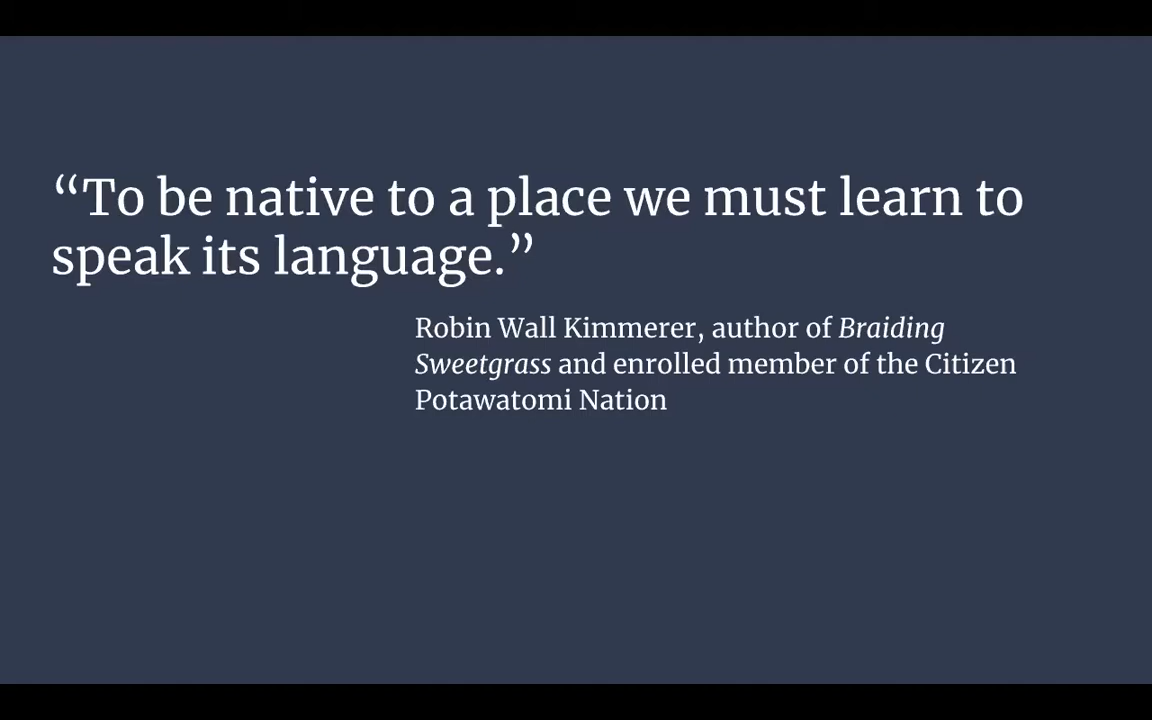 “To be native to a place we must learn to
speak its language.”
Robin Wall Kimmerer, author of Braiding
Sweetgrass and enrolled member of the Citizen
Potawatomi Nation